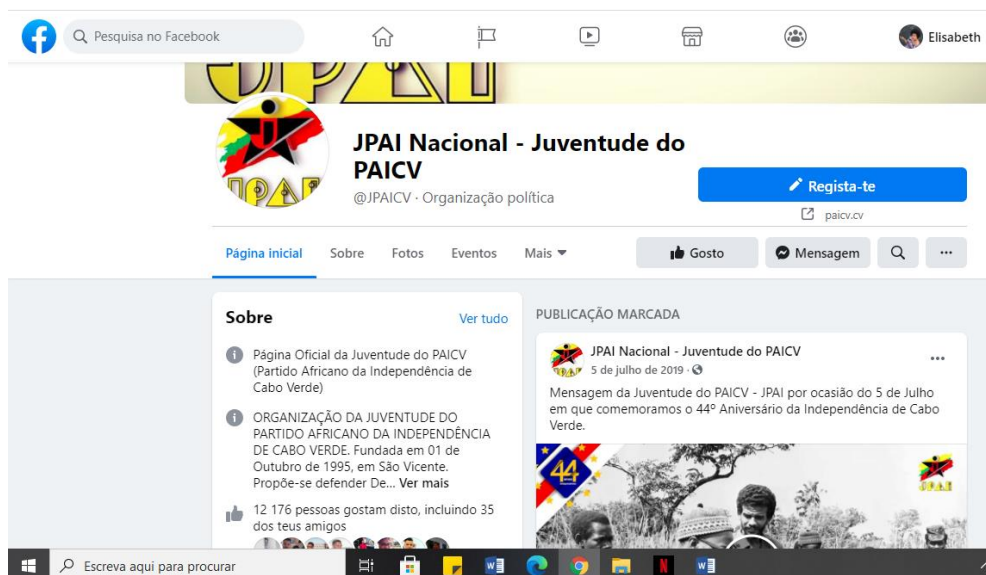 Pesquisa no Facebook
Elisabeth
JPAI
JPAI Nacional - Juventude do
PAICV
@JPAICV · Organização política
Regista-te
paicv.cv
Página inicial
Sobre
Fotos
Eventos
Mais
Gosto
Mensagem
Sobre
Ver tudo
Página Oficial da Juventude do PAICV
(Partido Africano da Independência de
Cabo Verde)
ORGANIZAÇÃO DA JUVENTUDE DO
PARTIDO AFRICANO DA INDEPENDÊNCIA
DE CABO VERDE. Fundada em 01 de
Outubro de 1995, em São Vicente.
Propõe-se defender De... Ver mais
12 176 pessoas gostam disto, incluindo 35
dos teus amigos
PUBLICAÇÃO MARCADA
JPAI Nacional - Juventude do PAICV
5 de julho de 2019 ·
Mensagem da Juventude do PAICV - JPAI por ocasião do 5 de Julho
em que comemoramos o 44º Aniversário da Independência de Cabo
Verde.
44
JPAI
Escreva aqui para procurar